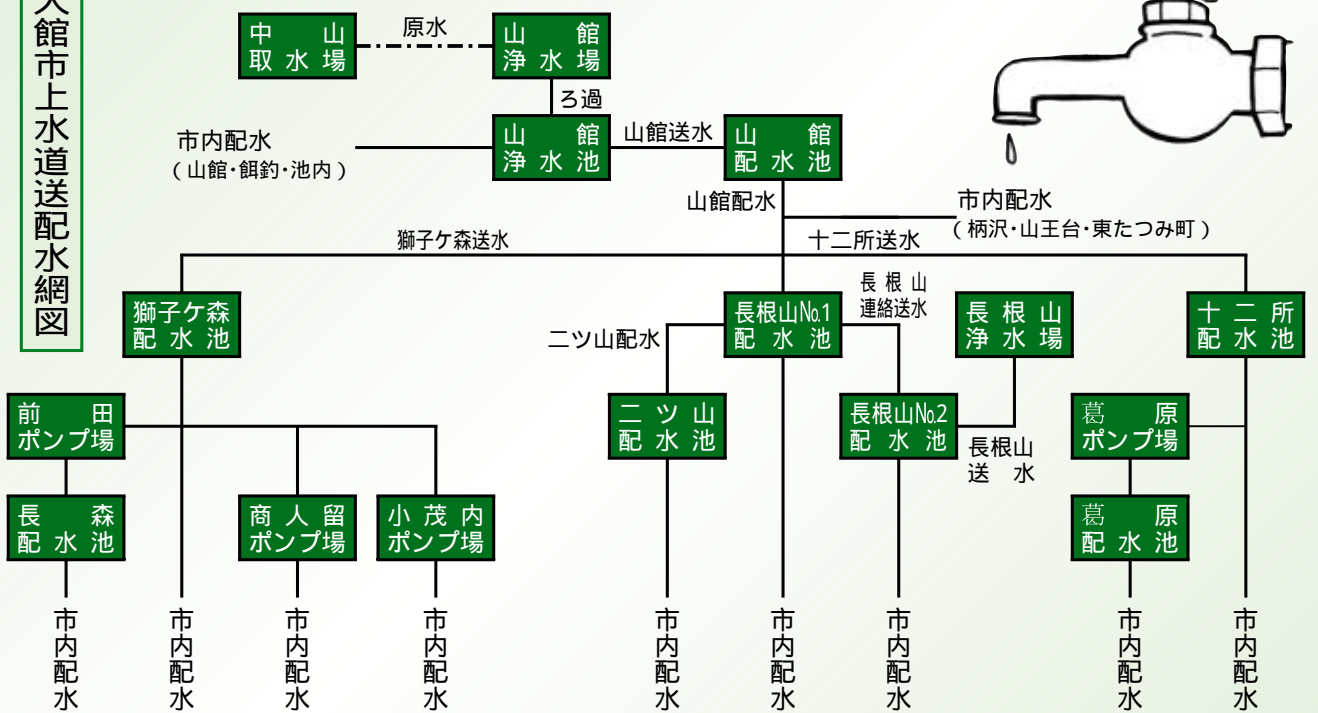 大館市上水道送配水網図
中山
取水場
原水
山館
浄水場
ろ過
市内配水
(山館・餌釣・池内)
山館
浄水池
山館送水
山館
配水池
山館配水
市内配水
(柄沢・山王台・東たつみ町)
獅子ケ森送水
十二所送水
獅子ケ森
配水池
二ツ山配水
長根山No.1
配水池
長根山
連絡送水
長根山
浄水場
十二所
配水池
前田
ポンプ場
二ツ山
配水池
長根山No.2
配水池
長根山
送水
葛原
ポンプ場
長森
配水池
商人留
ポンプ場
小茂内
ポンプ場
葛原
配水池
市内配水
市内配水
市内配水
市内配水
市内配水
市内配水
市内配水
市内配水
市内配水